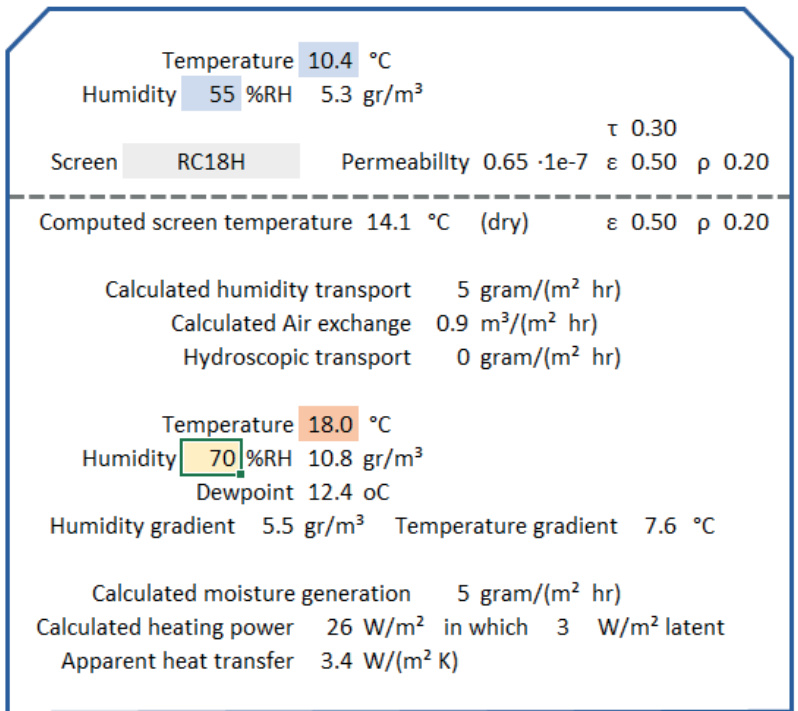 Temperature 10.4 °C
Humidity 55 %RH 5.3 gr/m³
τ 0.30
Screen RC18H Permeability 0.65 ·1e-7 ε 0.50 ρ 0.20
Computed screen temperature 14.1 °C (dry) ε 0.50 ρ 0.20
Calculated humidity transport 5 gram/(m² hr)
Calculated Air exchange 0.9 m³/(m² hr)
Hydroscopic transport 0 gram/(m² hr)
Temperature 18.0 °C
Humidity 70 %RH 10.8 gr/m³
Dewpoint 12.4 oC
Humidity gradient 5.5 gr/m³ Temperature gradient 7.6 °C
Calculated moisture generation 5 gram/(m² hr)
Calculated heating power 26 W/m² in which 3 W/m² latent
Apparent heat transfer 3.4 W/(m² K)